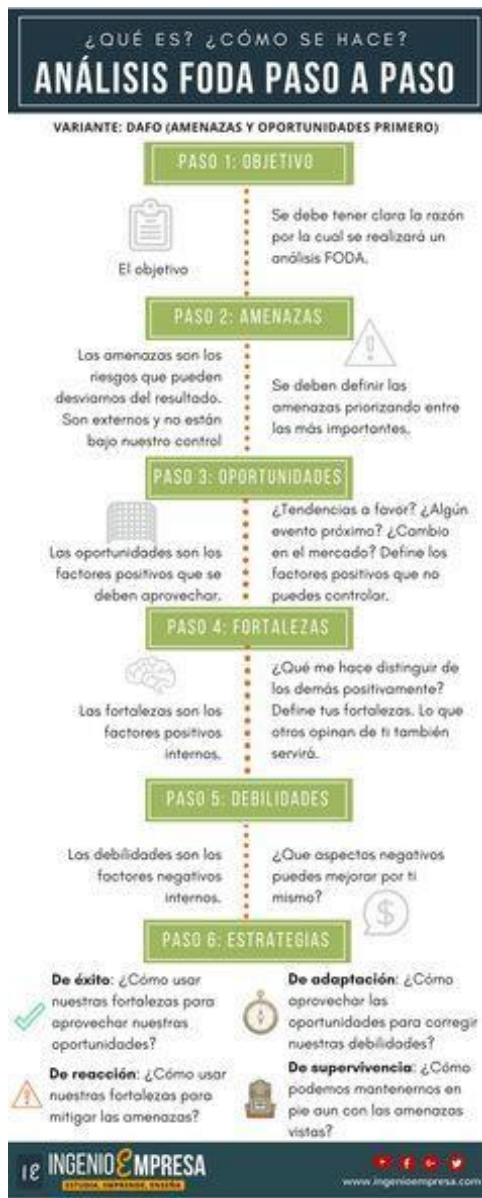 ¿QUÉ ES? ¿CÓMO SE HACE?
ANÁLISIS FODA PASO A PASO
VARIANTE: DAFO (AMENAZAS Y OPORTUNIDADES PRIMERO)
PASO 1: OBJETIVO
El objetivo
Se debe tener clara la razón
por la cual se realizará un
análisis FODA.
PASO 2: AMENAZAS
Las amenazas son los
riesgos que pueden
desviarnos del resultado.
Son externos y no están
bajo nuestro control
Se deben definir las
amenazas priorizando entre
las más importantes.
PASO 3: OPORTUNIDADES
Las oportunidades son los
factores positivos que se
deben aprovechar.
¿Tendencias a favor? ¿Algún
evento próximo? ¿Cambio
en el mercado? Define los
factores positivos que no
puedes controlar.
PASO 4: FORTALEZAS
Las fortalezas son los
factores positivos
internos.
¿Qué me hace distinguir de
los demás positivamente?
Define tus fortalezas. Lo que
otros opinan de ti también
servirá.
PASO 5: DEBILIDADES
Las debilidades son los
factores negativos
internos.
¿Que aspectos negativos
puedes mejorar por ti
mismo?
PASO 6: ESTRATEGIAS
De éxito: ¿Cómo usar
nuestras fortalezas para
aprovechar nuestras
oportunidades?
De adaptación: ¿Cómo
aprovechar las
oportunidades para corregir
nuestras debilidades?
De reacción: ¿Cómo usar
nuestras fortalezas para
mitigar las amenazas?
De supervivencia: ¿Cómo
podemos mantenernos en
pie aun con las amenazas
vistas?
ie INGENIO EMPRESA
ESTUDIA, EMPRENDE, ENSEÑA
www.ingenioempresa.com